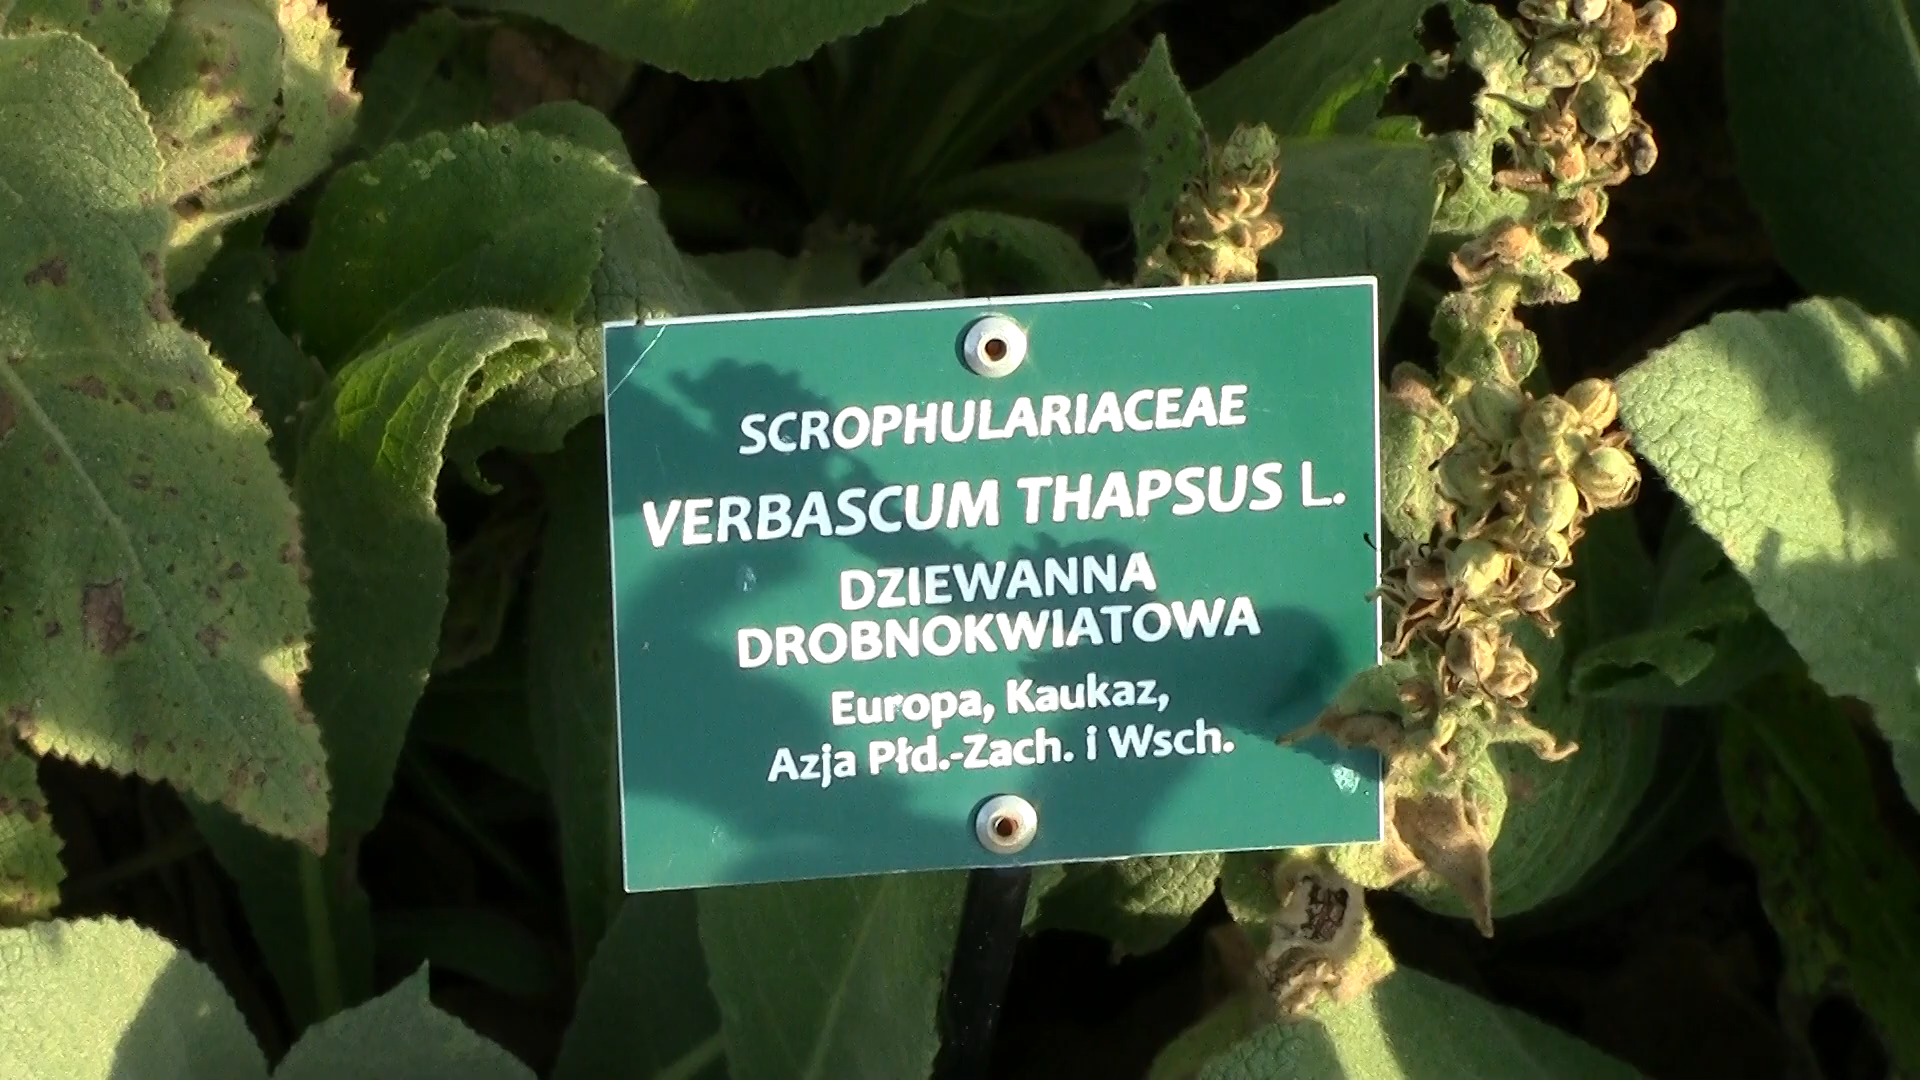 SCROPHULARIACEAE
VERBASCUM THAPSUS L.
DZIEWANNA
DROBNOKWIATOWA
Europa, Kaukaz,
Azja Płd.-Zach. i Wsch.